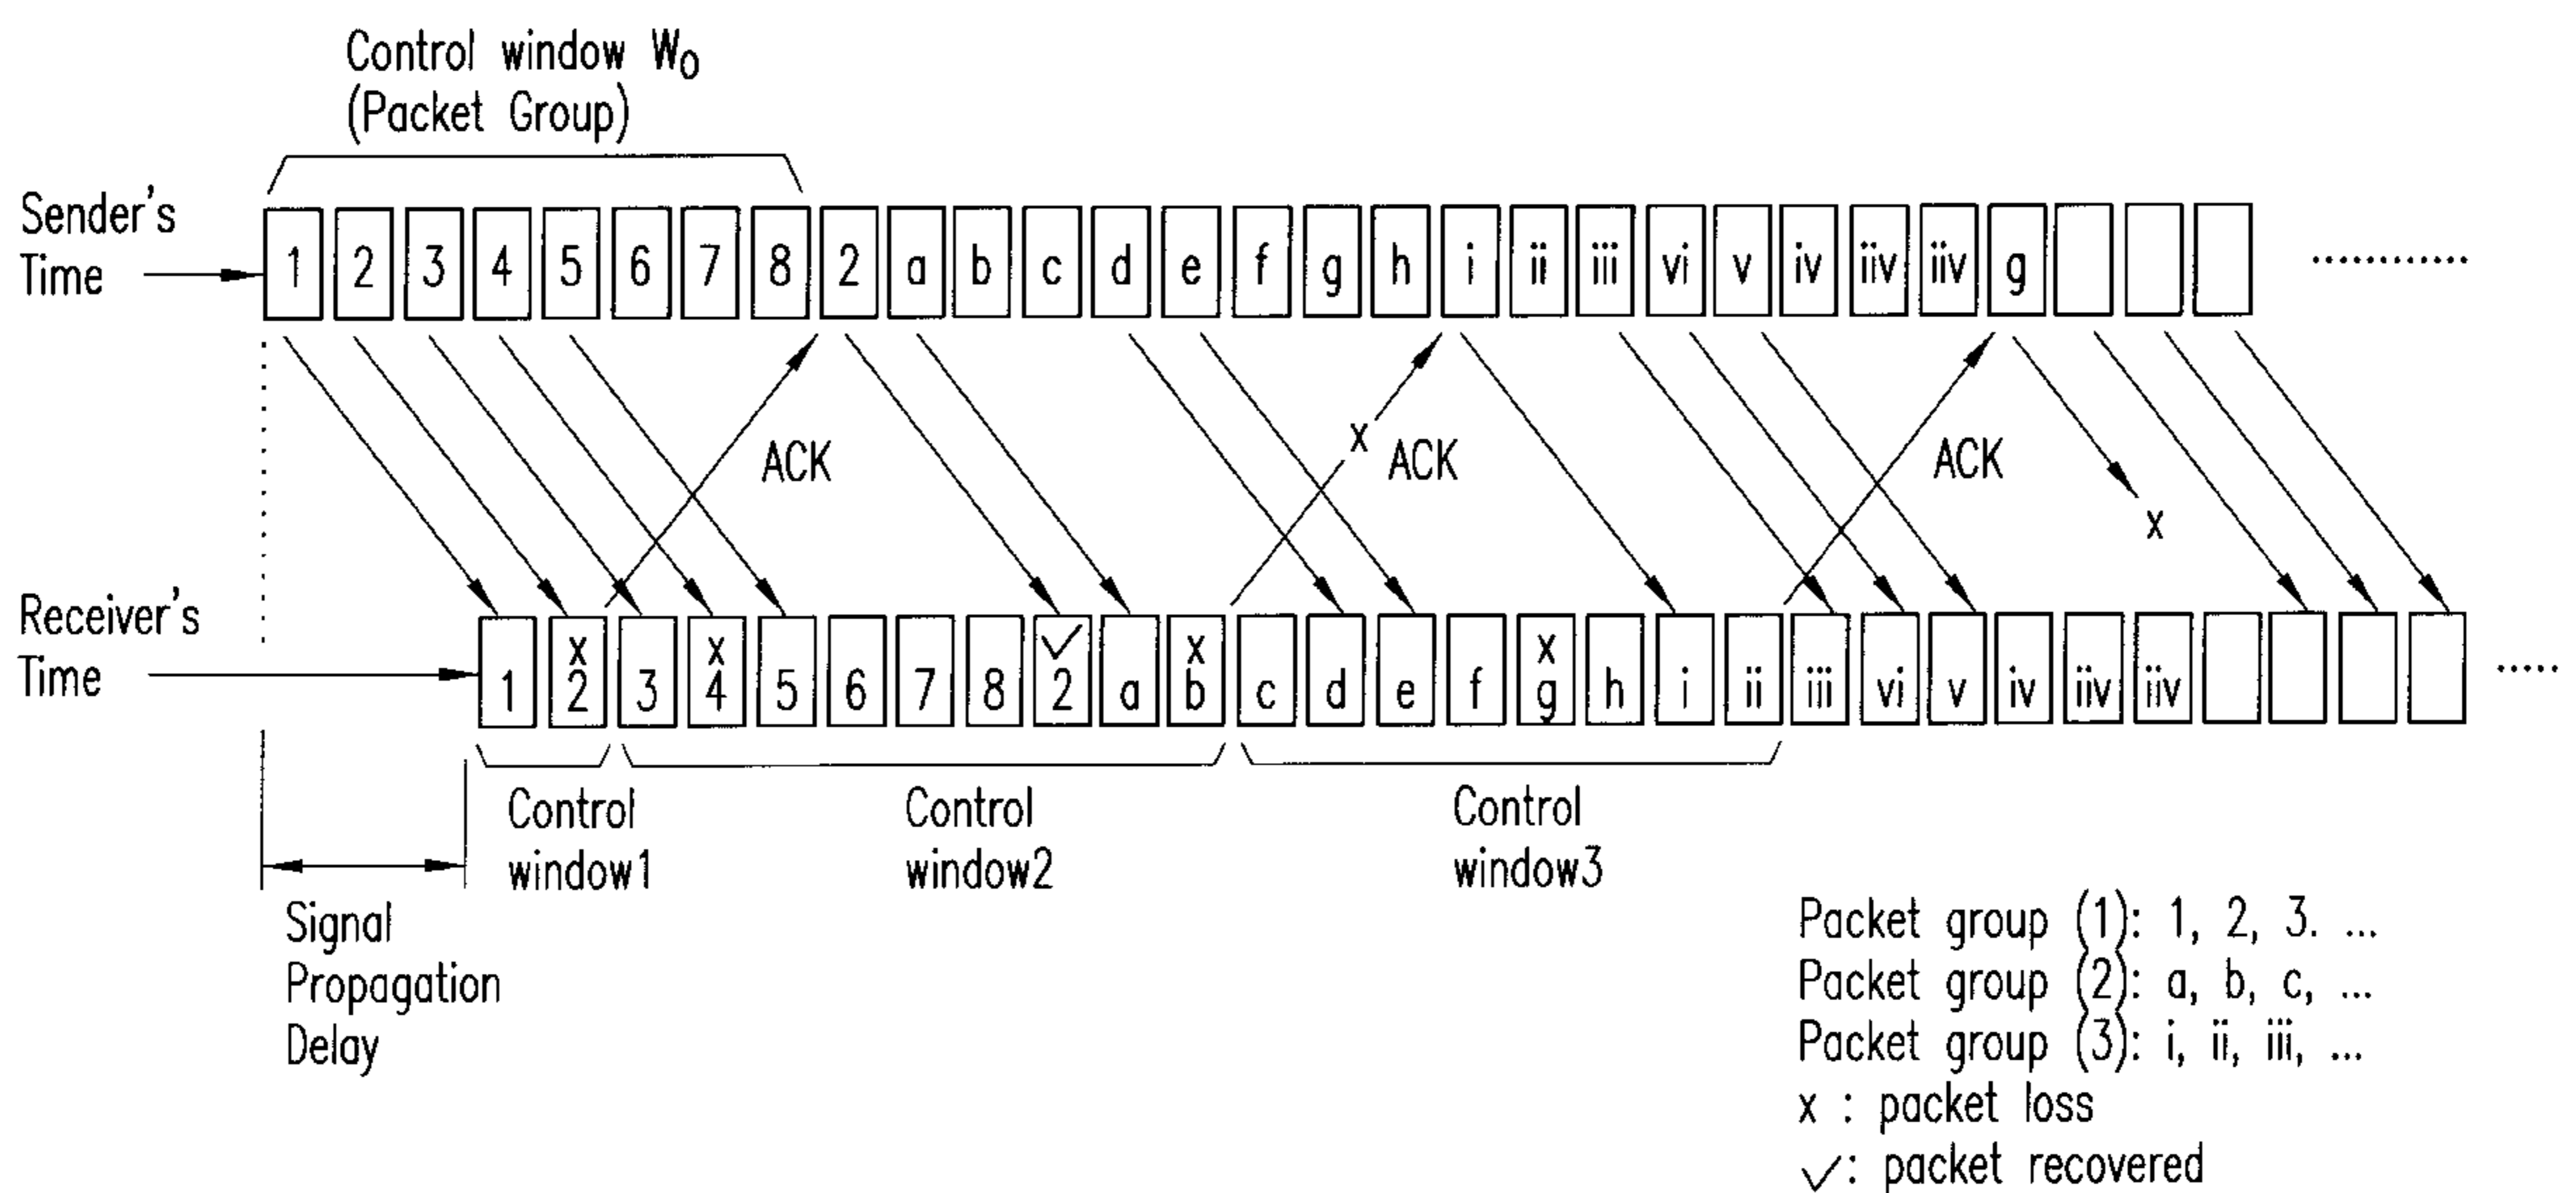 Control window W₀
(Packet Group)
Sender's
Time
1 2 3 4 5 6 7 8 2 a b c d e f g h i ii iii vi v iv iiv iiv g
............
ACK
x
ACK
ACK
x
Receiver's
Time
x x ✓ x x
1 2 3 4 5 6 7 8 2 a b c d e f g h i ii iii vi v iv iiv iiv
.....
Control
window1
Control
window2
Control
window3
Signal
Propagation
Delay
Packet group (1): 1, 2, 3. ...
Packet group (2): a, b, c, ...
Packet group (3): i, ii, iii, ...
x : packet loss
✓: packet recovered